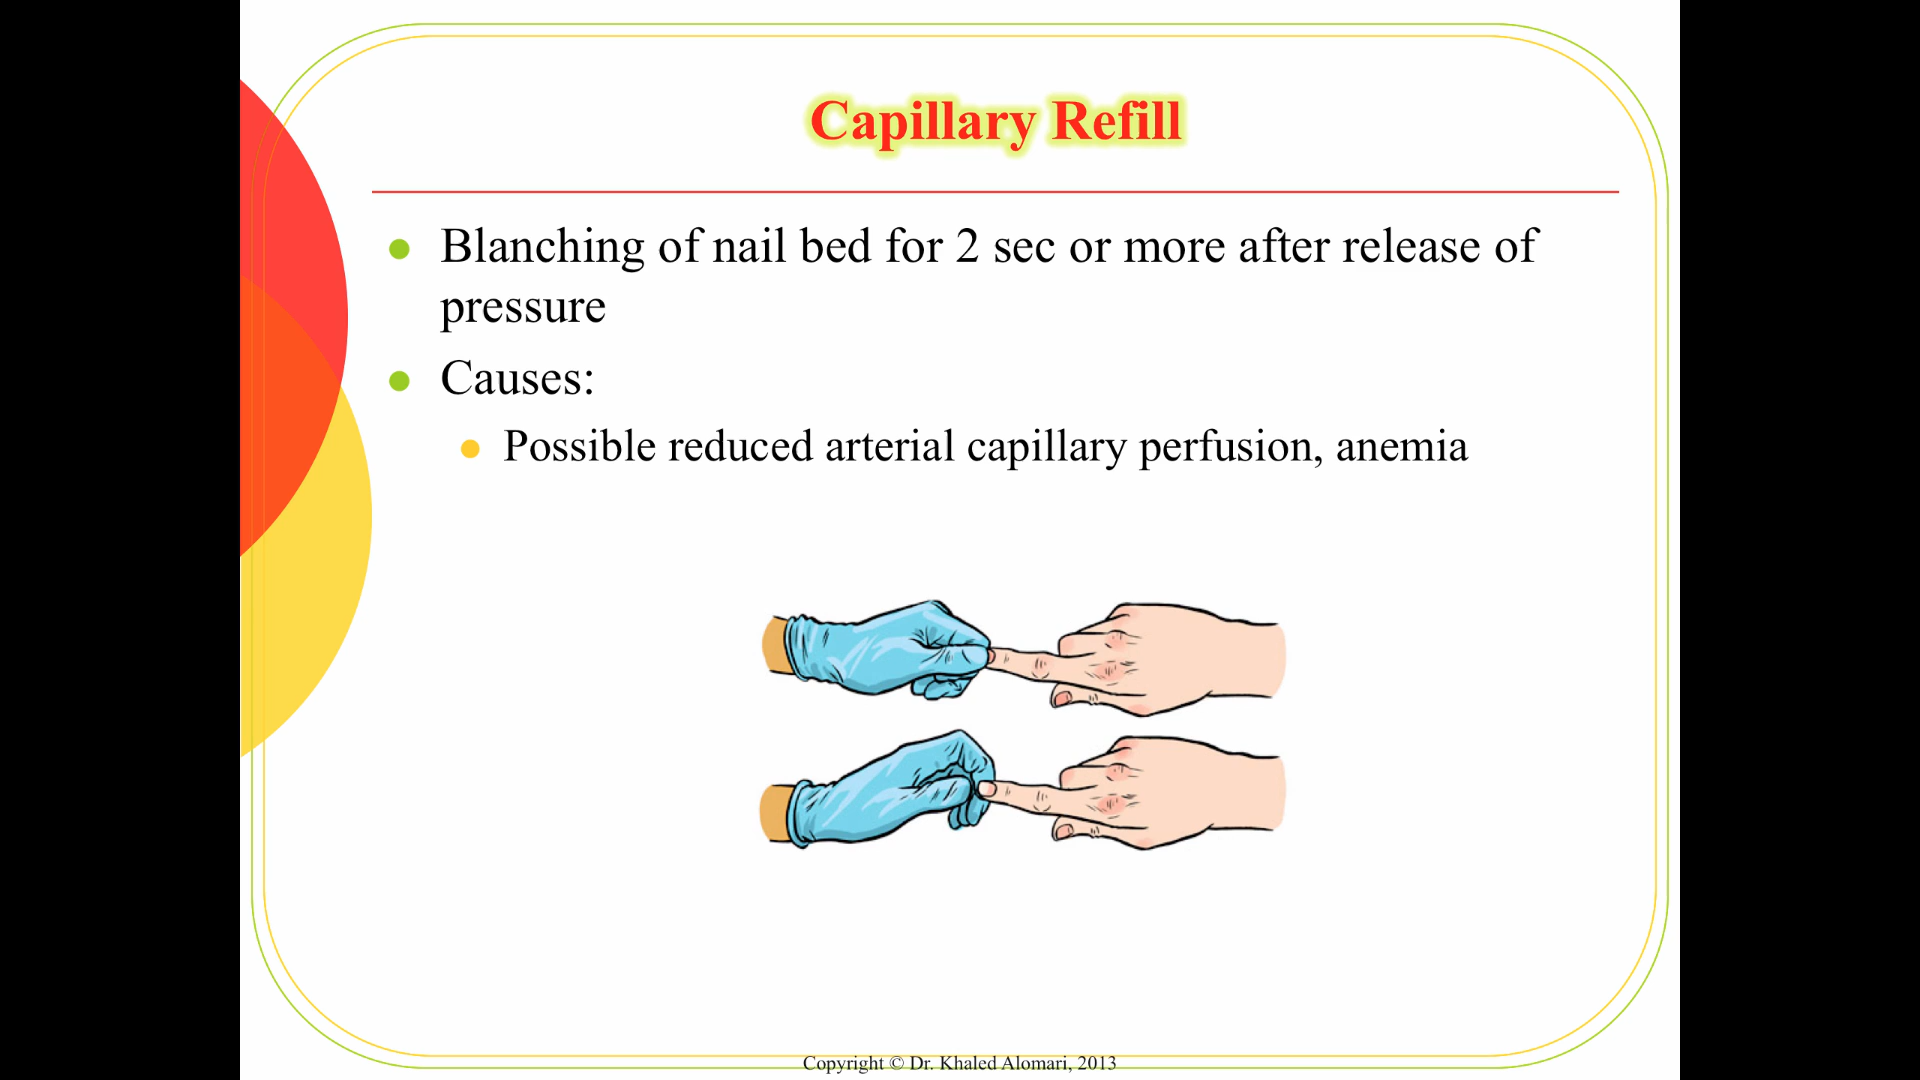 Capillary Refill
Blanching of nail bed for 2 sec or more after release of
pressure
Causes:
Possible reduced arterial capillary perfusion, anemia
Copyright © Dr. Khaled Alomari, 2013